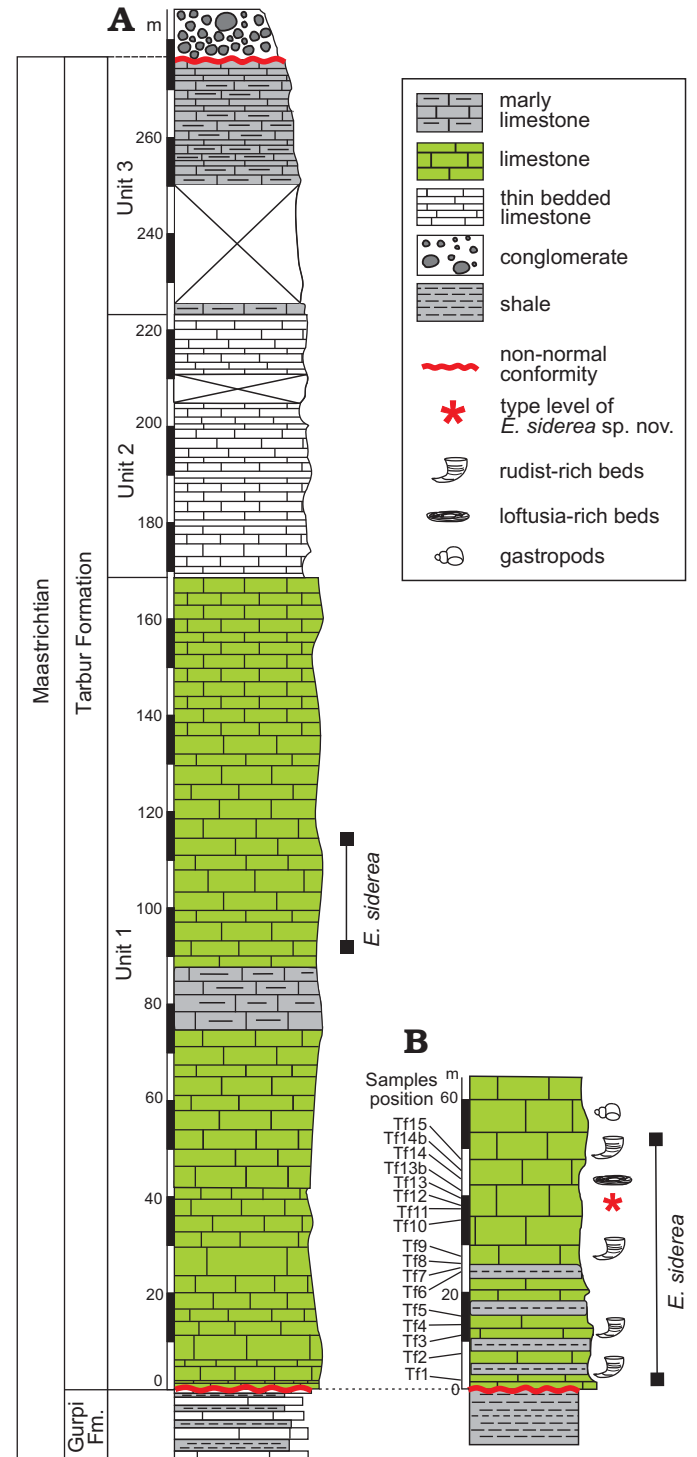 A
m
260
240
220
200
180
160
140
120
100
80
60
40
20
0
Maastrichtian
Tarbur Formation
Unit 3
Unit 2
Unit 1
Gurpi
Fm.
E. siderea
marly
limestone
limestone
thin bedded
limestone
conglomerate
shale
non-normal
conformity
type level of
E. siderea sp. nov.
rudist-rich beds
loftusia-rich beds
gastropods
B
Samples
position
m
60
40
20
0
Tf15
Tf14b
Tf14
Tf13b
Tf13
Tf12
Tf11
Tf10
Tf9
Tf8
Tf7
Tf6
Tf5
Tf4
Tf3
Tf2
Tf1
E. siderea